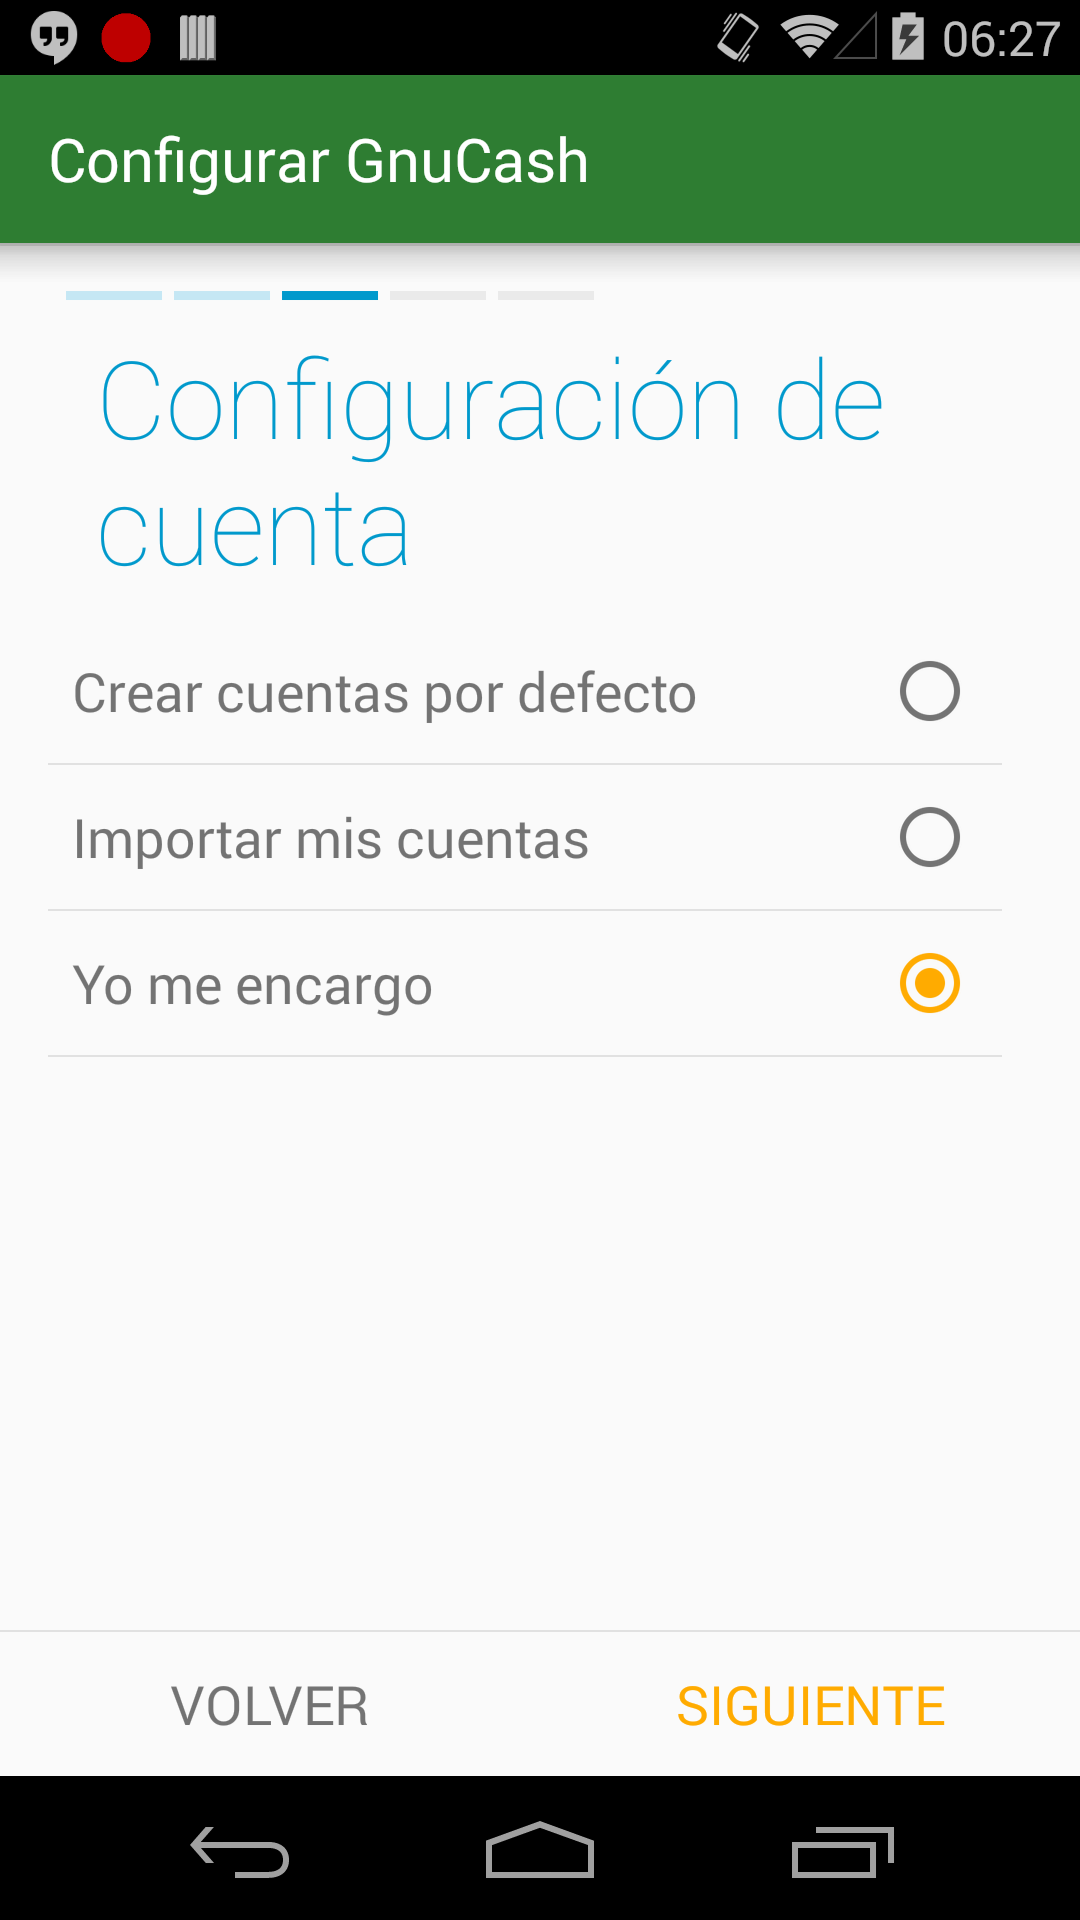 06:27
Configurar GnuCash
Configuración de
cuenta
Crear cuentas por defecto
Importar mis cuentas
Yo me encargo
VOLVER
SIGUIENTE